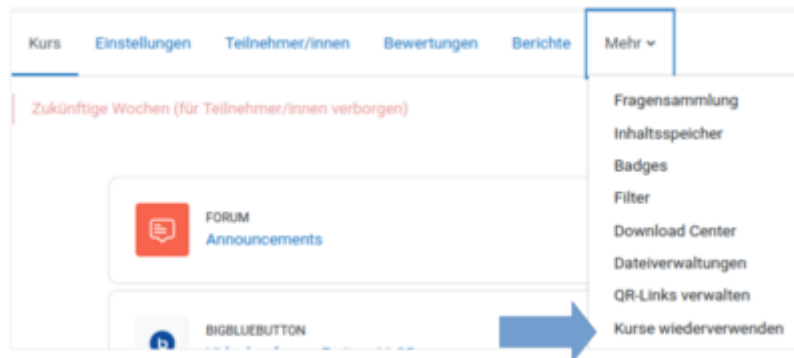 Kurs Einstellungen Teilnehmer/innen Bewertungen Berichte Mehr
Zukünftige Wochen (für Teilnehmer/innen verborgen)
FORUM
Announcements
BIGBLUEBUTTON
Fragensammlung
Inhaltsspeicher
Badges
Filter
Download Center
Dateiverwaltungen
QR-Links verwalten
Kurse wiederverwenden